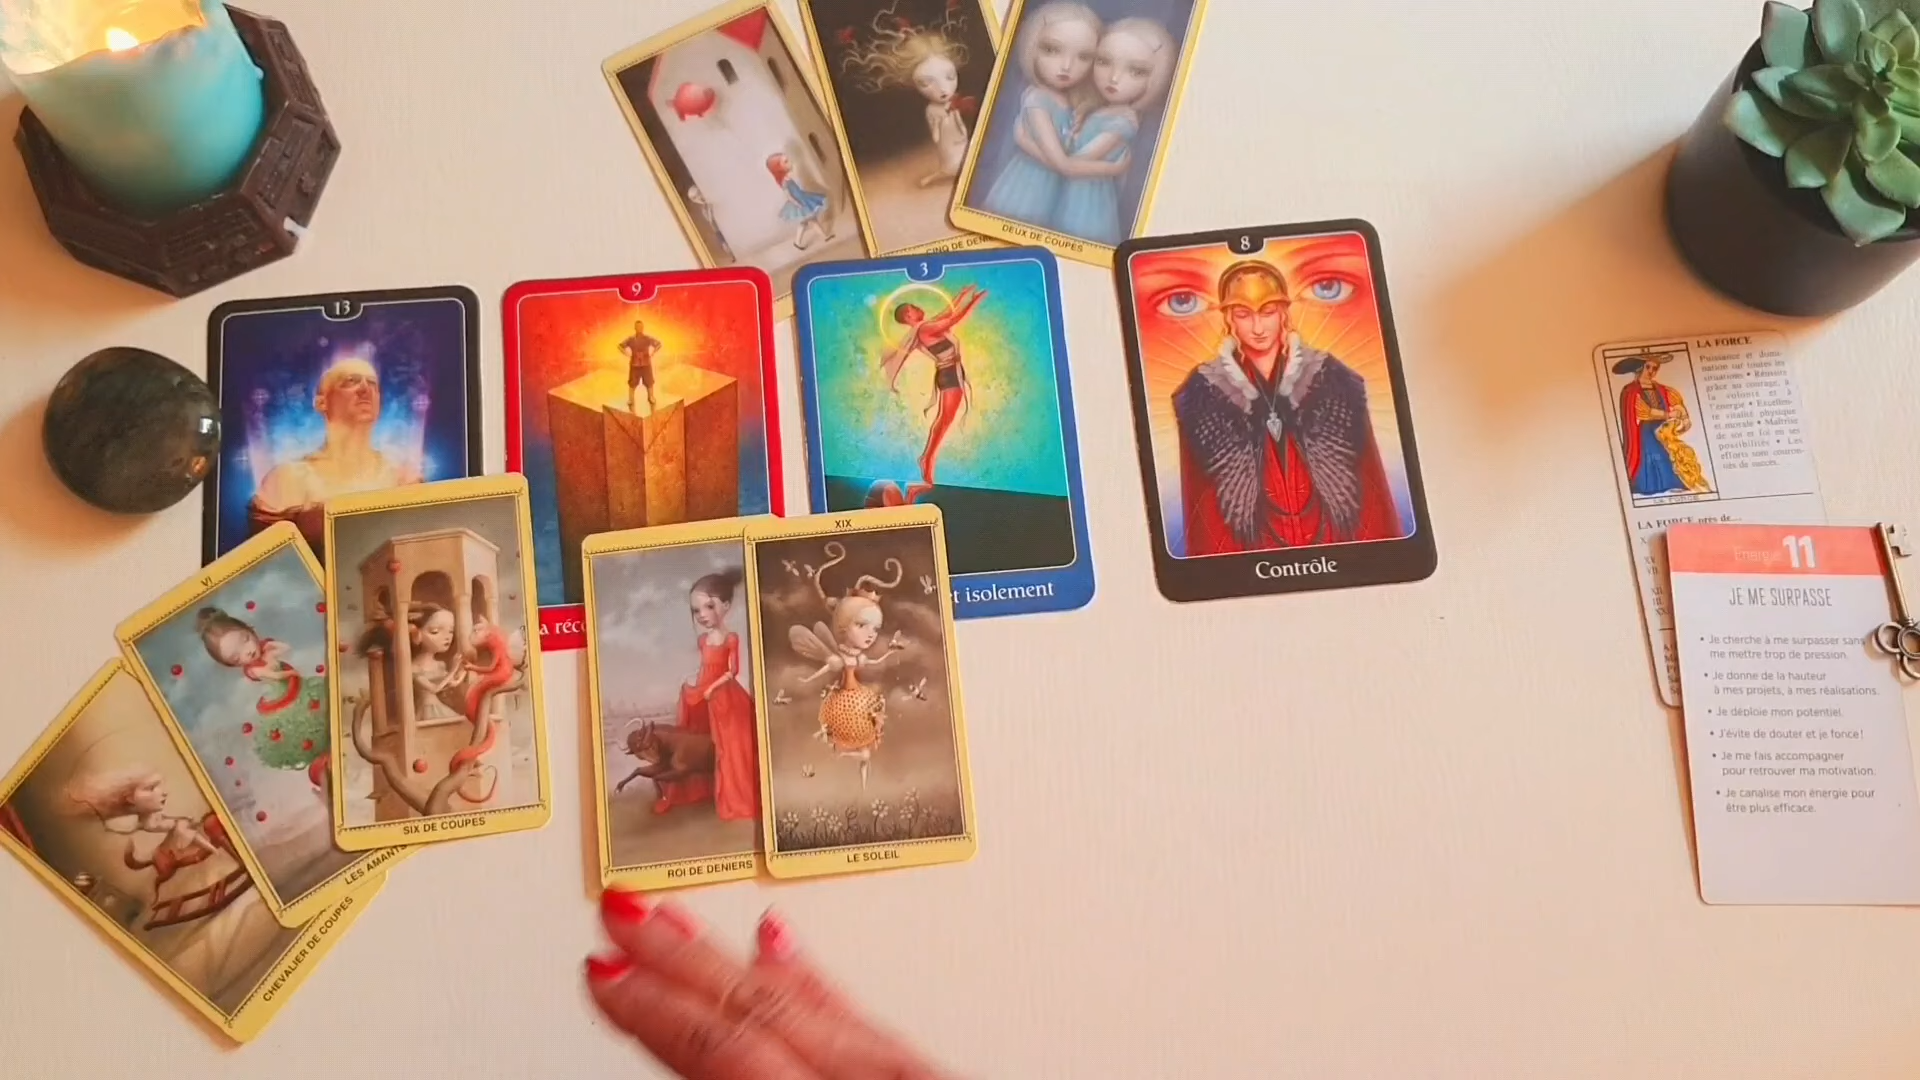 CINQ DE DENI
DEUX DE COUPES
13
9
3
8
a réc
et isolement
Contrôle
VI
XIX
CHEVALIER DE COUPES
LES AMANTS
SIX DE COUPES
ROI DE DENIERS
LE SOLEIL
XI
LA FORCE
Puissance et domi-
nation sur toutes les
situations • Réussite
grâce au courage, à
la volonté et à
l'énergie • Excellen-
te vitalité physique
et morale • Maîtrise
de soi et foi en ses
possibilités • Les
efforts sont couron-
nés de succès.
LA FORCE près de...
Energie 11
JE ME SURPASSE
• Je cherche à me surpasser sans
me mettre trop de pression.
• Je donne de la hauteur
à mes projets, à mes réalisations.
• Je déploie mon potentiel.
• J'évite de douter et je fonce !
• Je me fais accompagner
pour retrouver ma motivation.
• Je canalise mon énergie pour
être plus efficace.